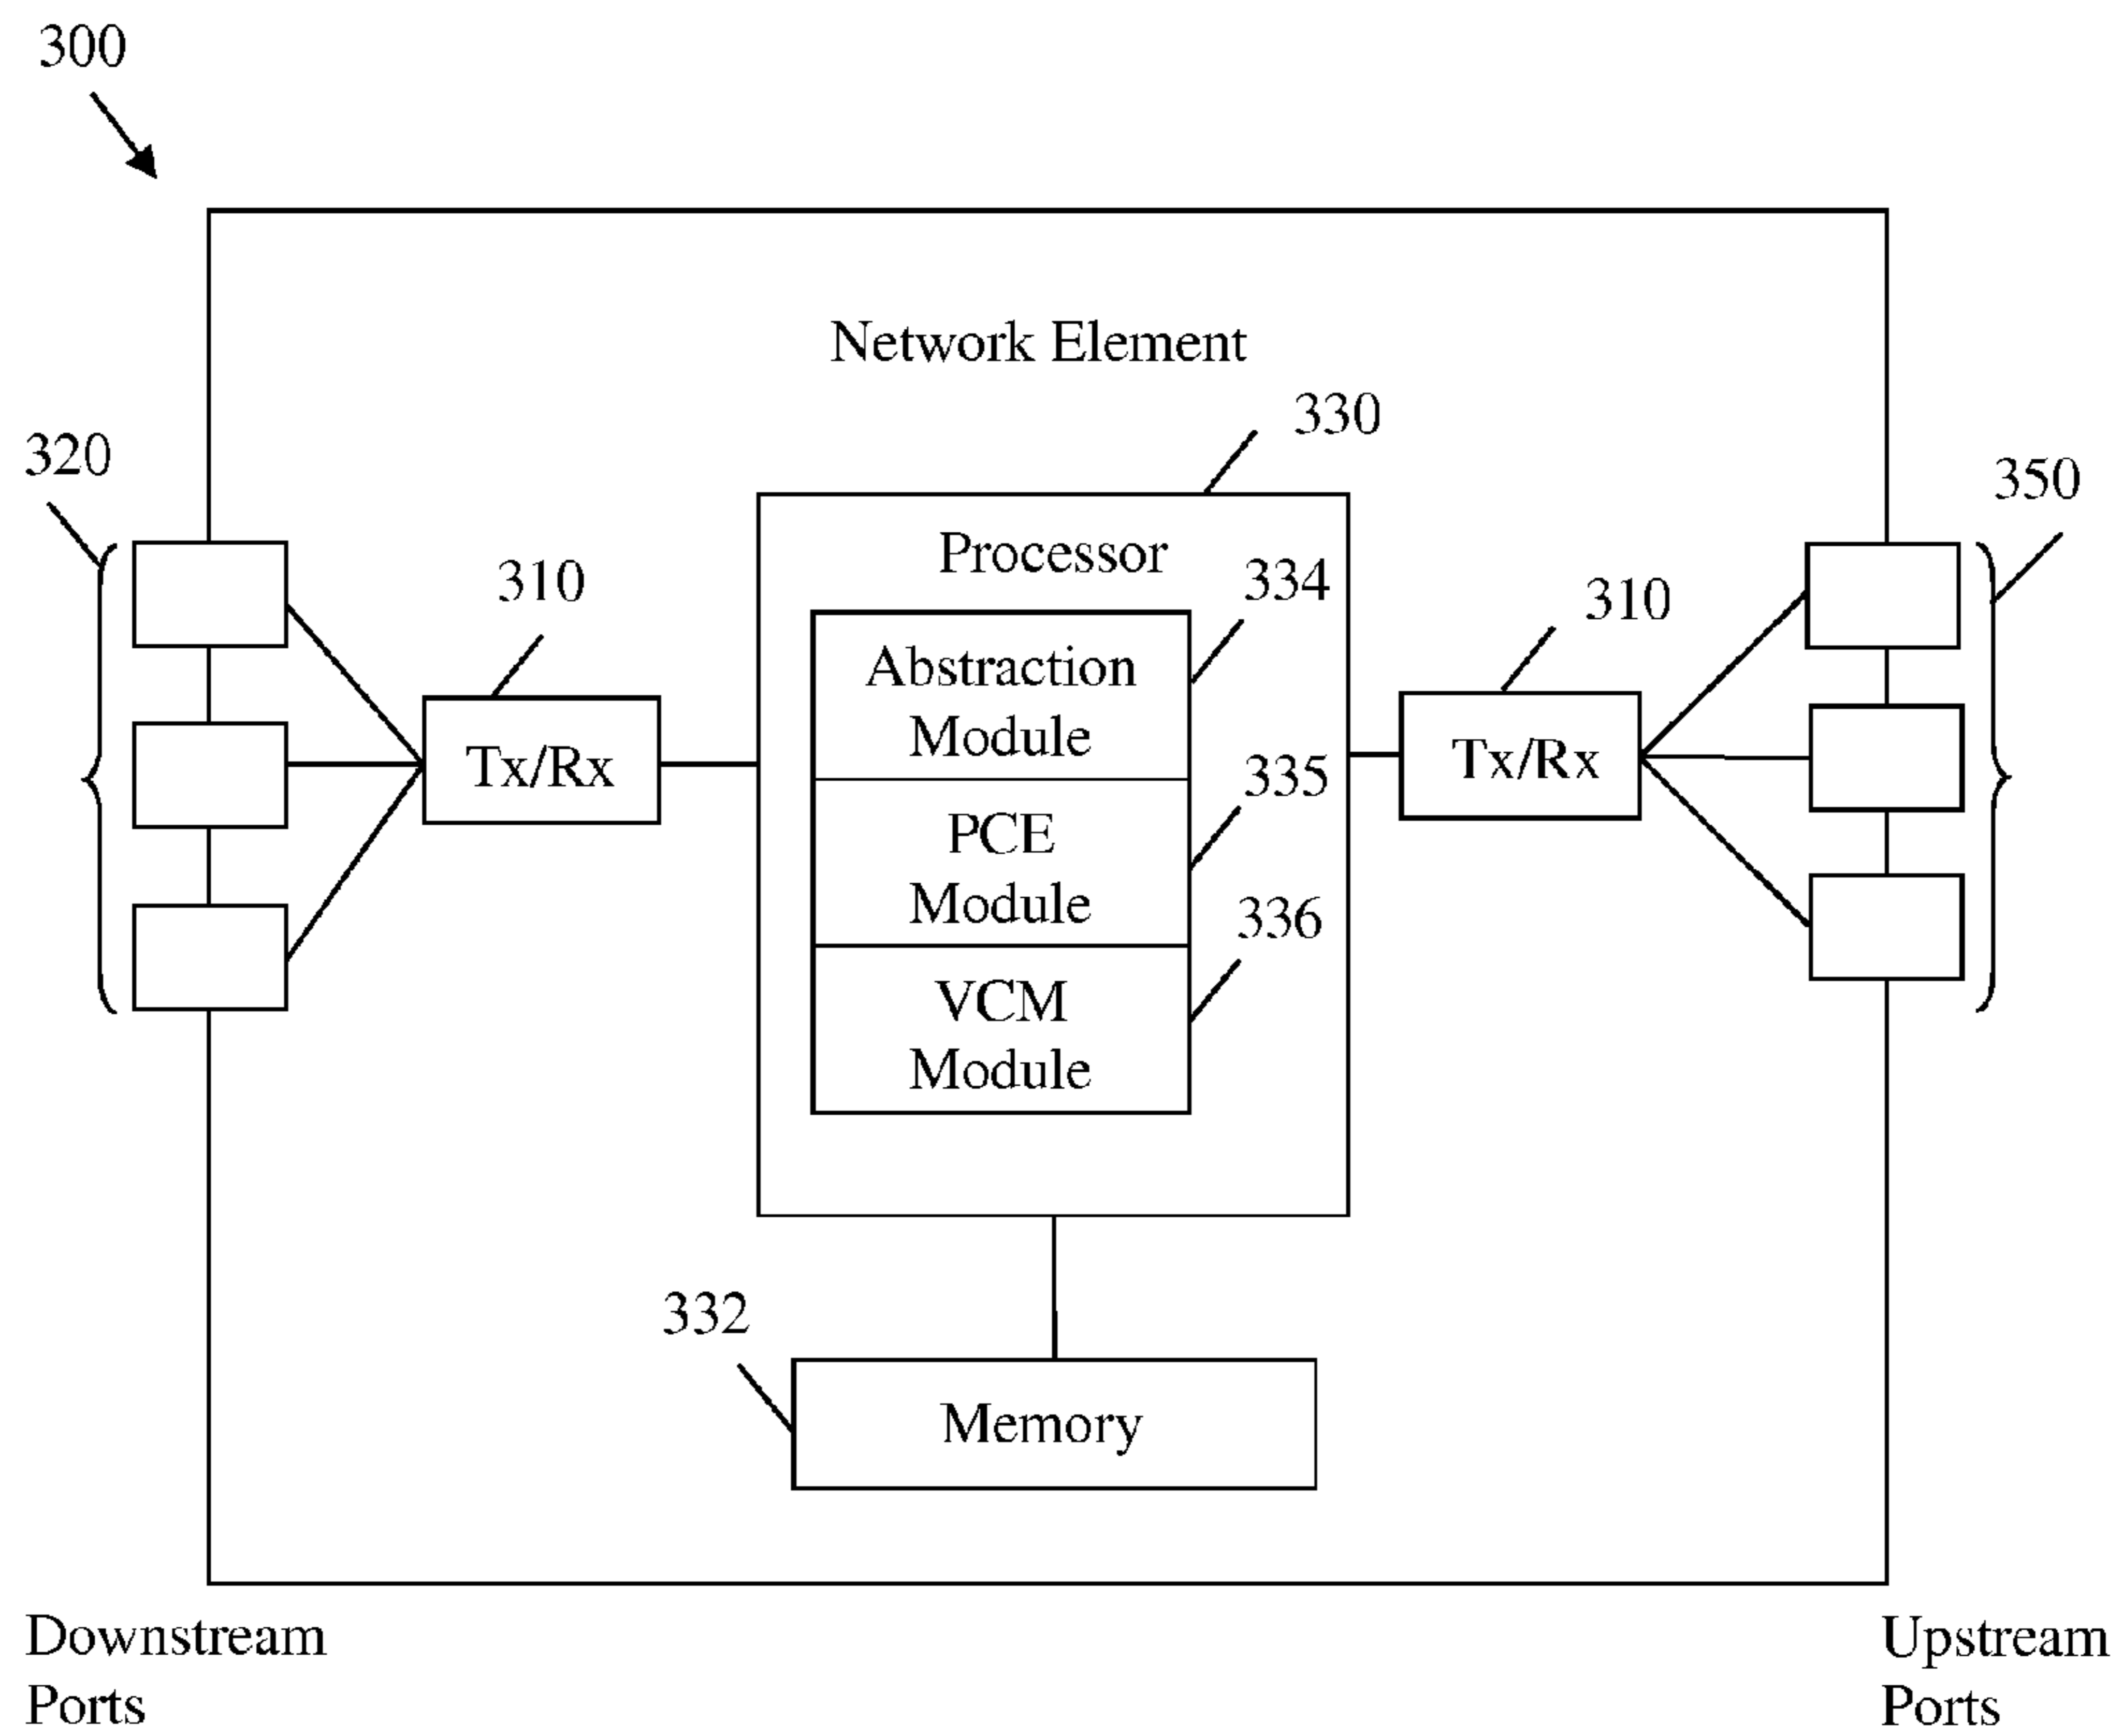 300
Network Element
330
320
350
Processor
310
334
310
Abstraction
Module
Tx/Rx
Tx/Rx
335
PCE
Module
336
VCM
Module
332
Memory
Downstream
Ports
Upstream
Ports